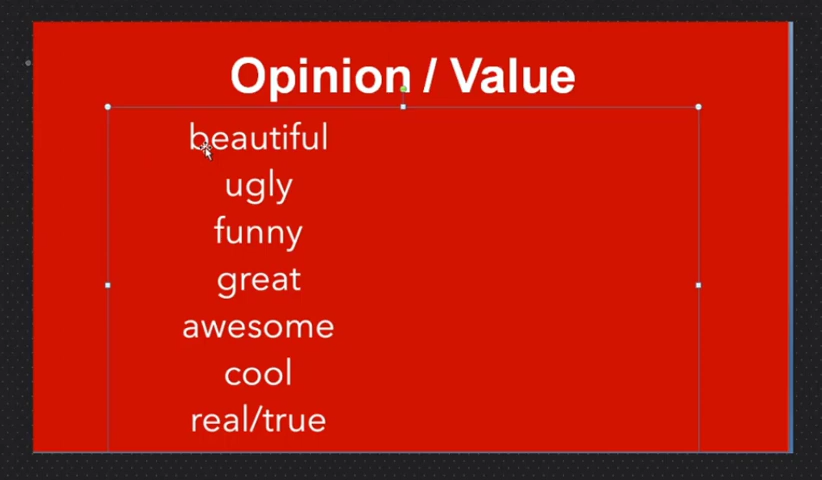 Opinion / Value
beautiful
ugly
funny
great
awesome
cool
real/true